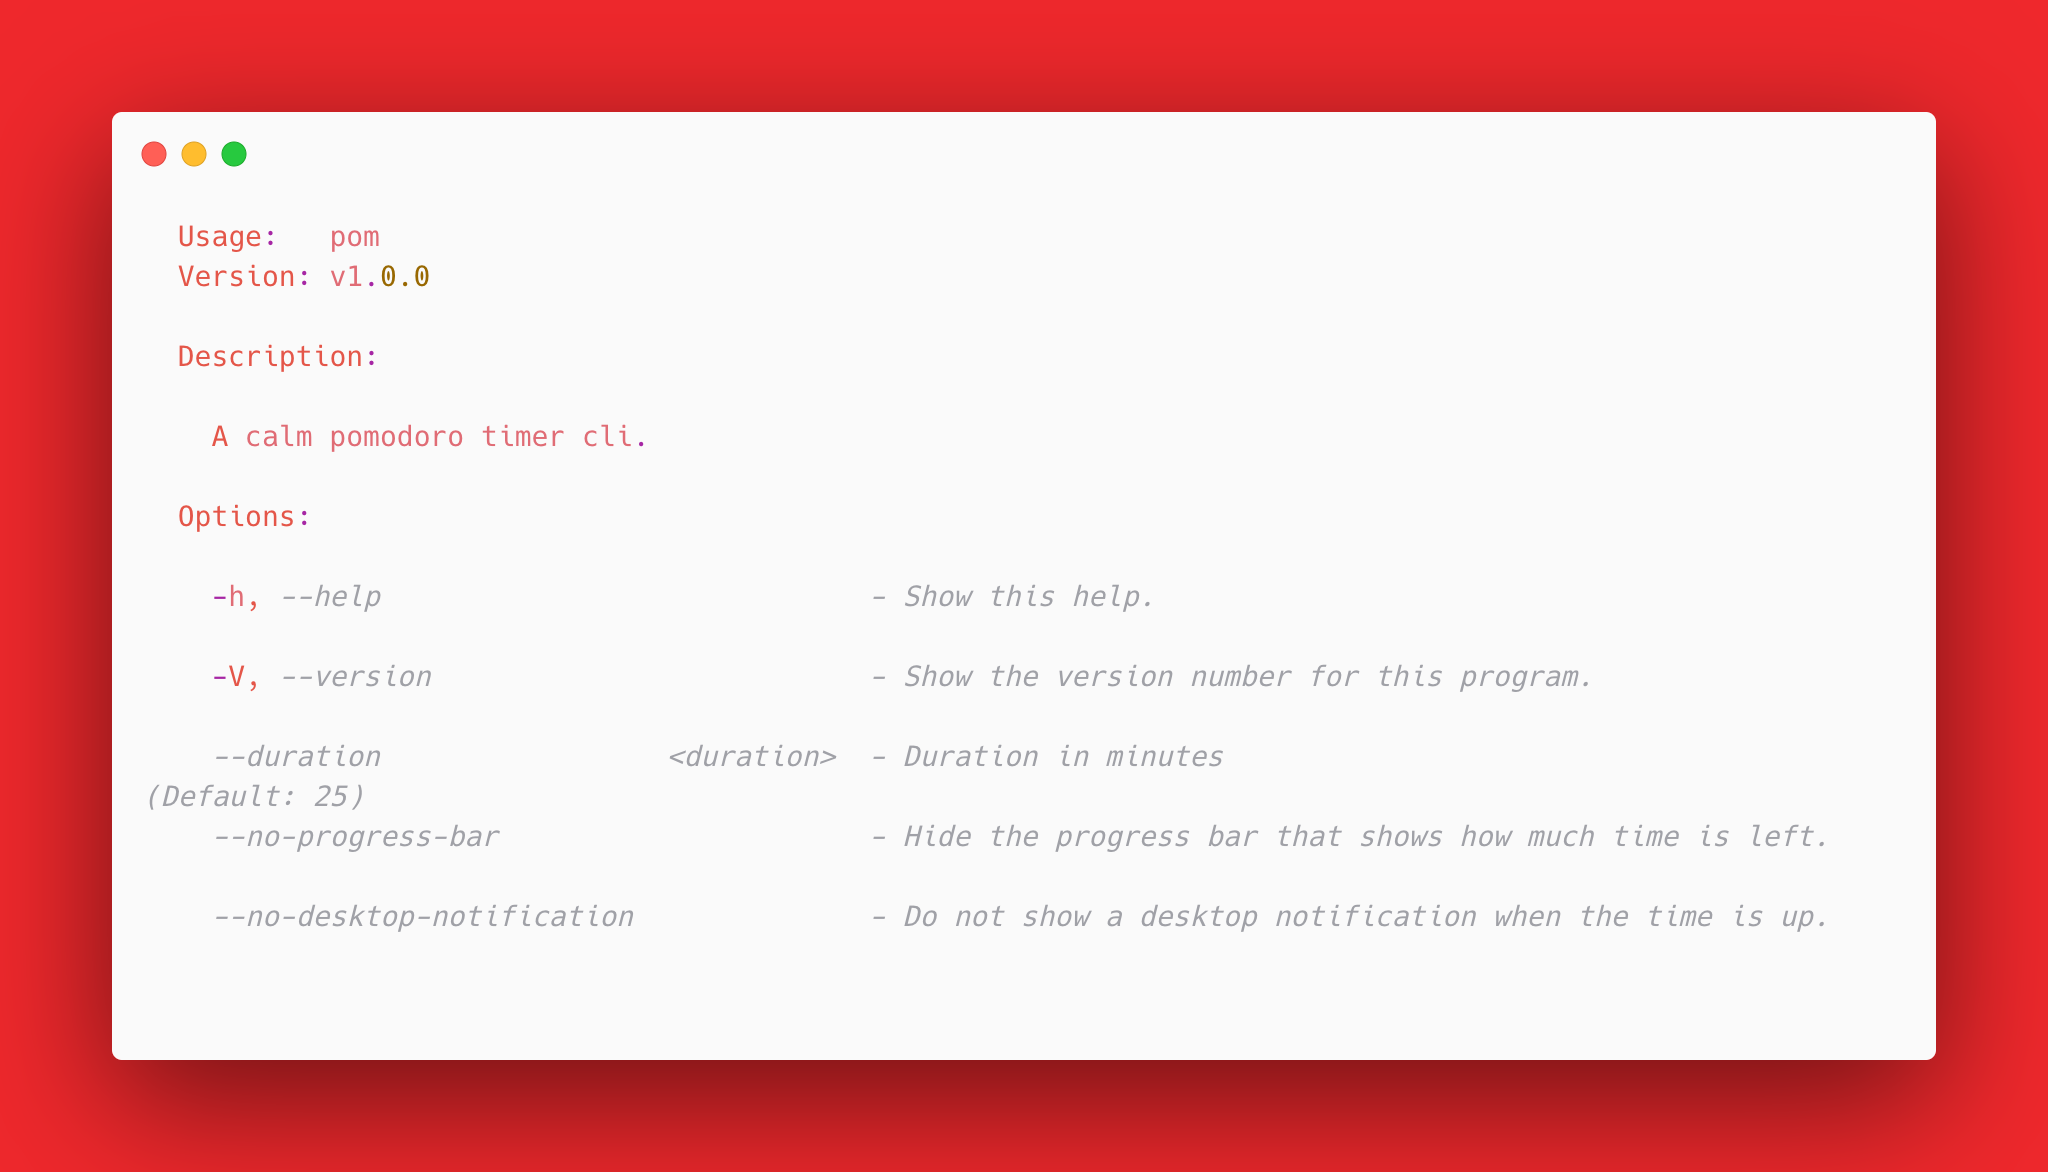 Usage:   pom
Version: v1.0.0
Description:
A calm pomodoro timer cli.
Options:
-h, --help                             - Show this help.
-V, --version                          - Show the version number for this program.
--duration                 <duration>  - Duration in minutes
(Default: 25)
--no-progress-bar                      - Hide the progress bar that shows how much time is left.
--no-desktop-notification              - Do not show a desktop notification when the time is up.